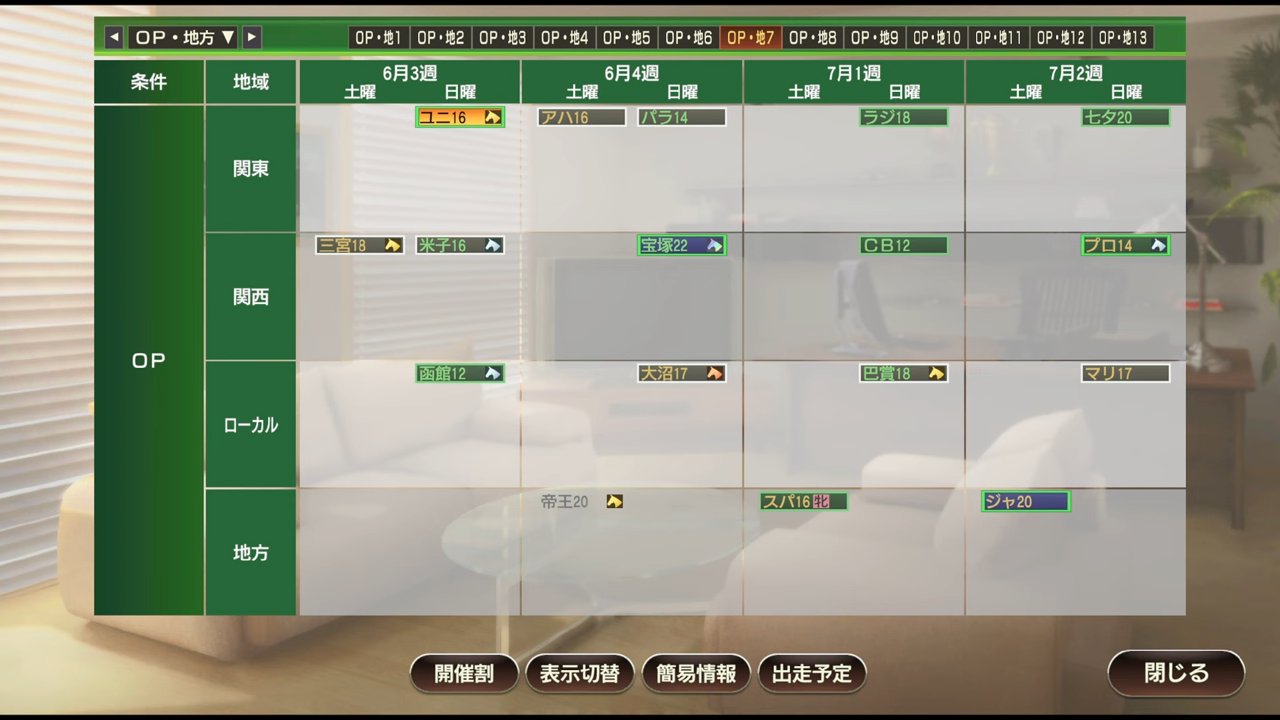 OP・地方▼
OP・地1 OP・地2 OP・地3 OP・地4 OP・地5 OP・地6 OP・地7 OP・地8 OP・地9 OP・地10 OP・地11 OP・地12 OP・地13
条件 地域 6月3週 6月4週 7月1週 7月2週
土曜 日曜 土曜 日曜 土曜 日曜 土曜 日曜
ユニ16 アハ16 パラ14 ラジ18 七夕20
関東
三宮18 米子16 宝塚22 CB12 プロ14
関西
OP
函館12 大沼17 巴賞18 マリ17
ローカル
帝王20 スパ16牝 ジャ20
地方
開催割 表示切替 簡易情報 出走予定 閉じる